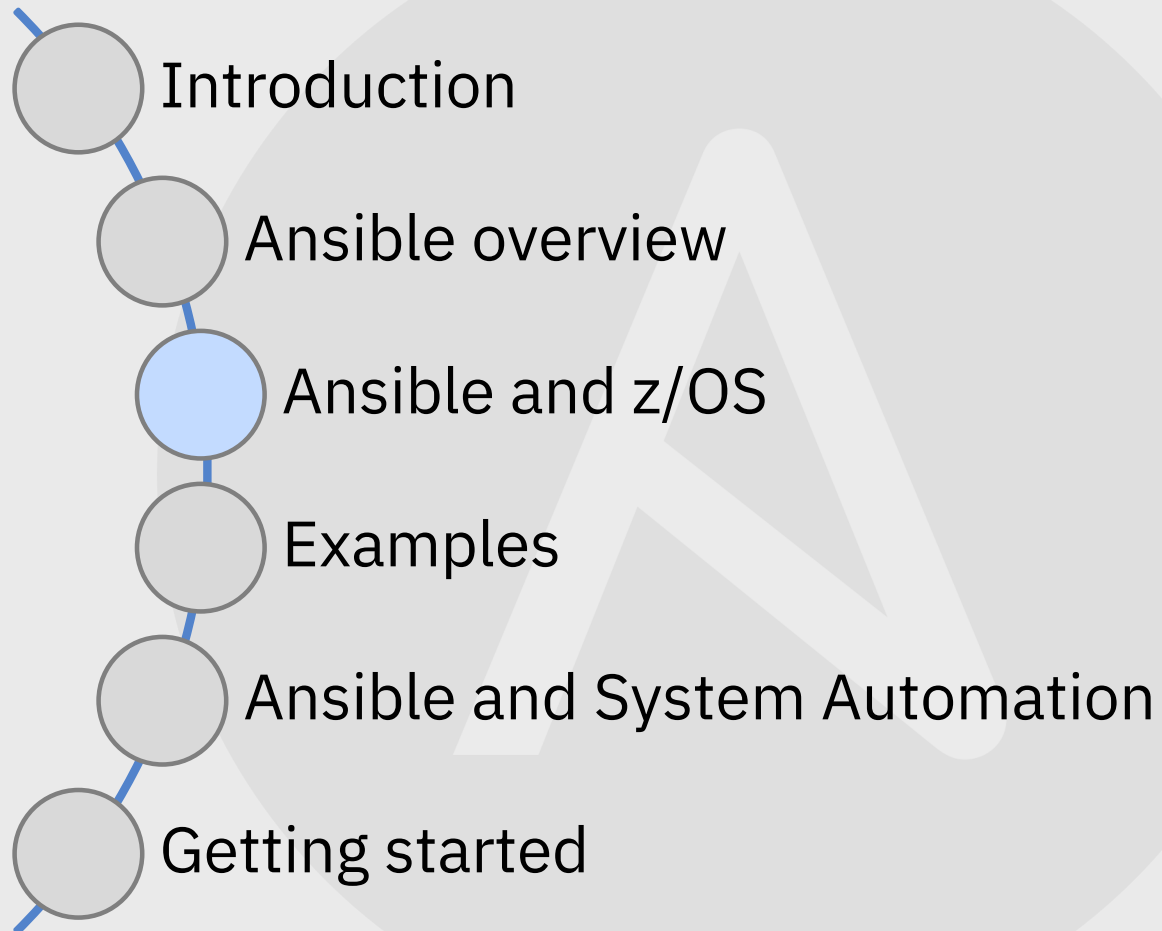 Introduction
Ansible overview
Ansible and z/OS
Examples
Ansible and System Automation
Getting started